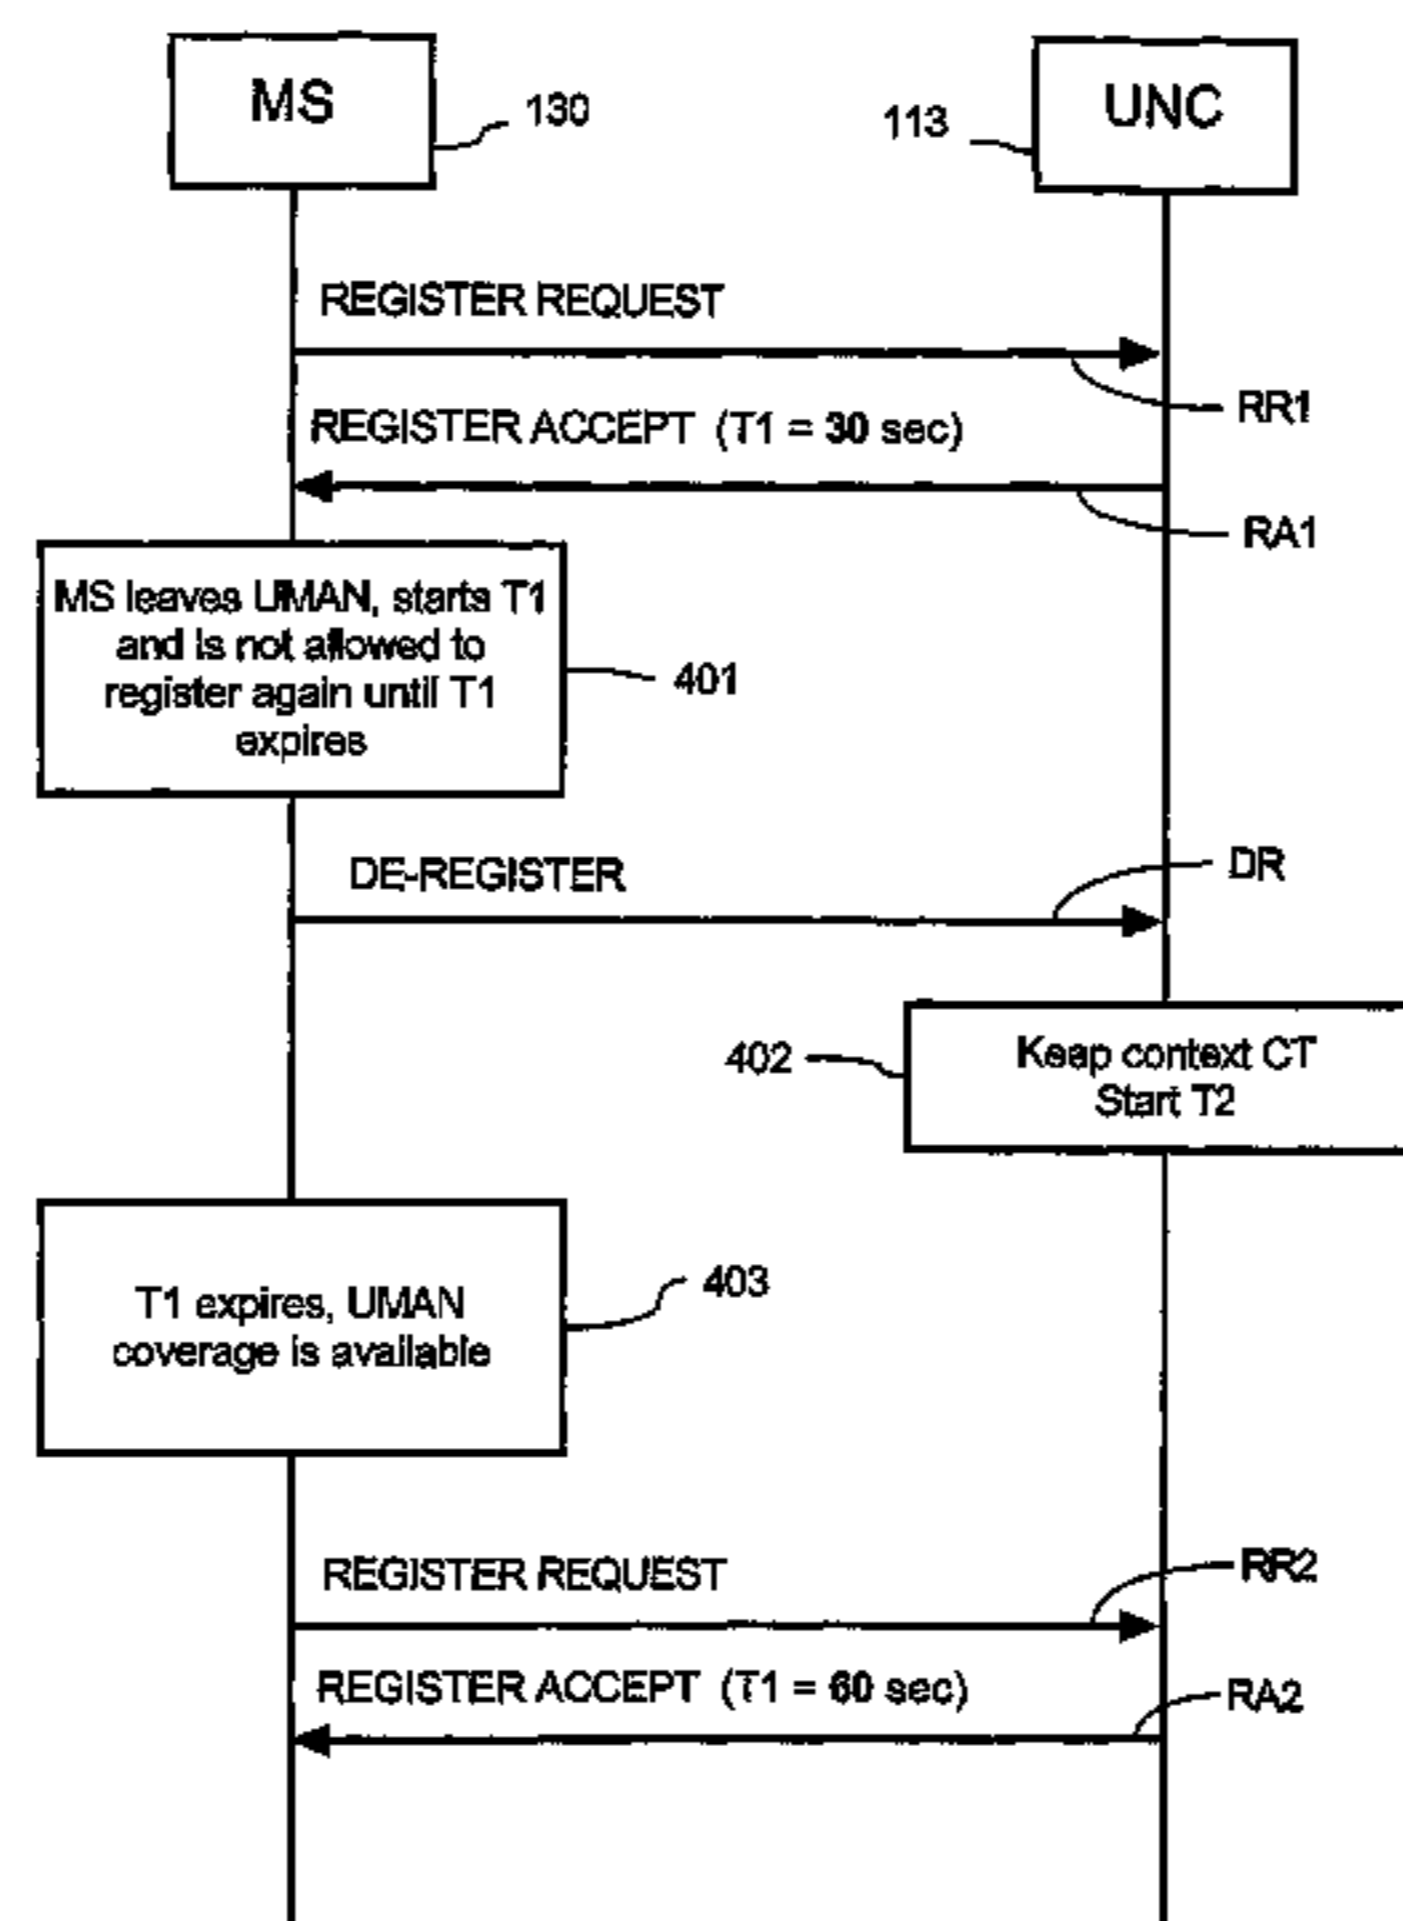 MS
130
113
UNC
REGISTER REQUEST
RR1
REGISTER ACCEPT (T1 = 30 sec)
RA1
MS leaves UMAN, starts T1
and is not allowed to
register again until T1
expires
401
DE-REGISTER
DR
402
Keep context CT
Start T2
403
T1 expires, UMAN
coverage is available
REGISTER REQUEST
RR2
REGISTER ACCEPT (T1 = 60 sec)
RA2